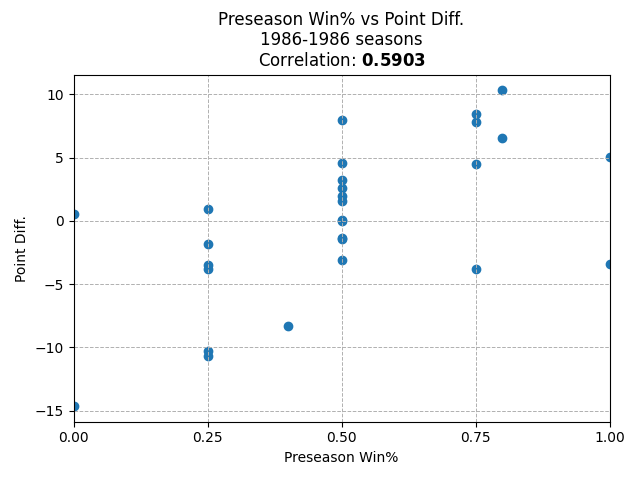 Preseason Win% vs Point Diff.
1986-1986 seasons
Correlation: 0.5903
10
5
0
−5
−10
−15
Point Diff.
0.00 0.25 0.50 0.75 1.00
Preseason Win%